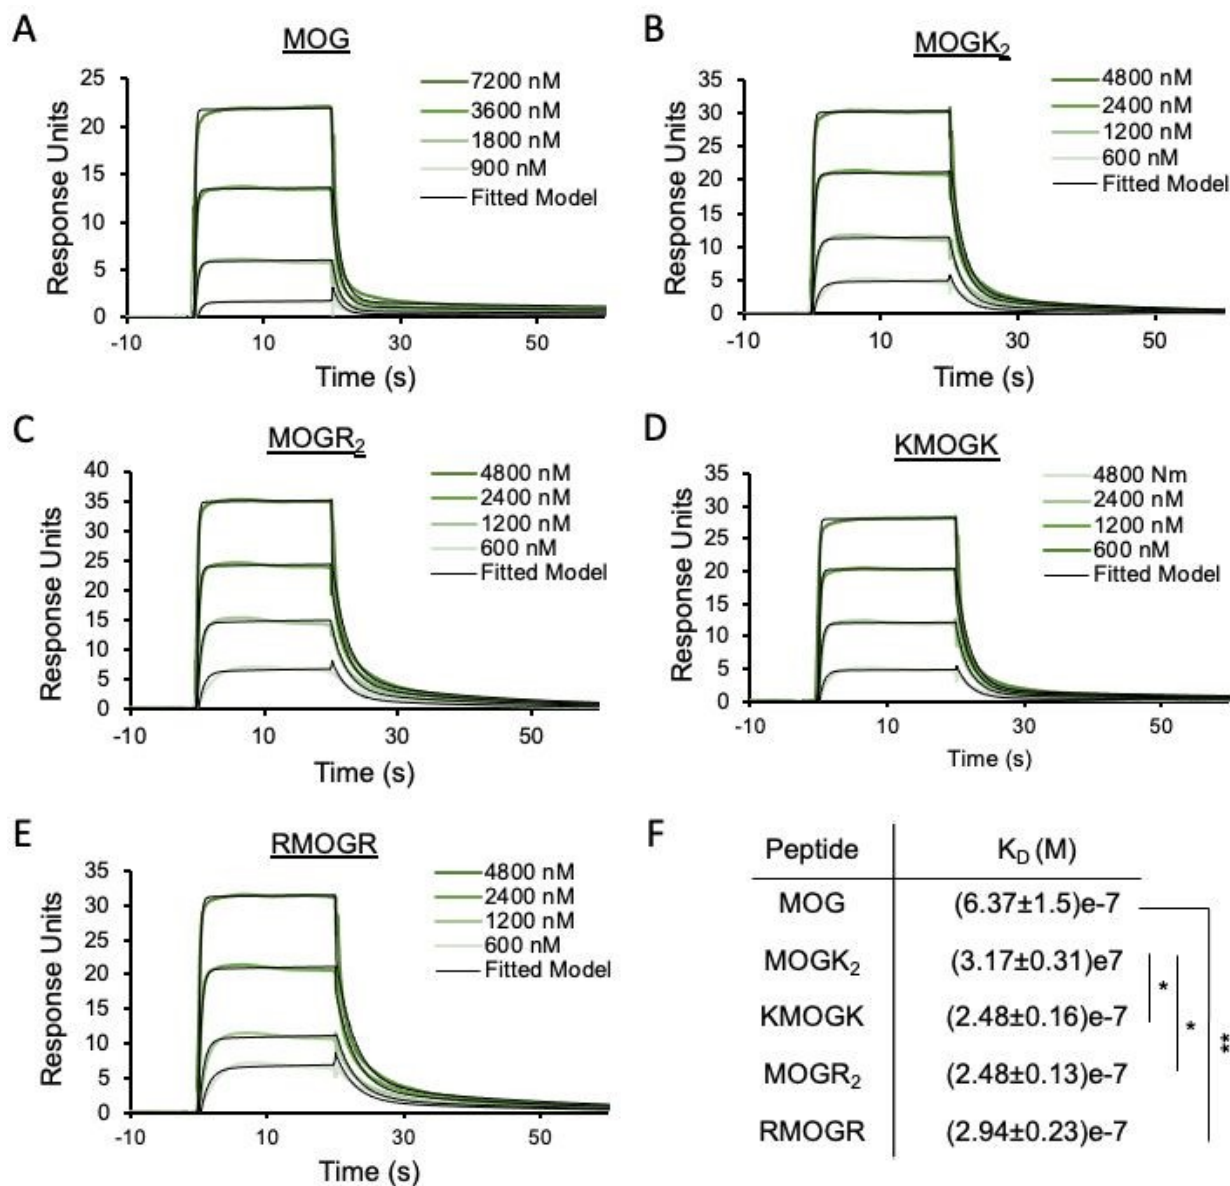 A
MOG
7200 nM
3600 nM
1800 nM
900 nM
Fitted Model
25
20
15
10
5
0
-10
10
30
50
Response Units
Time (s)
B
MOGK₂
4800 nM
2400 nM
1200 nM
600 nM
Fitted Model
35
30
25
20
15
10
5
0
-10
10
30
50
Response Units
Time (s)
C
MOGR₂
4800 nM
2400 nM
1200 nM
600 nM
Fitted Model
40
35
30
25
20
15
10
5
0
-10
10
30
50
Response Units
Time (s)
D
KMOGK
4800 Nm
2400 nM
1200 nM
600 nM
Fitted Model
35
30
25
20
15
10
5
0
-10
10
30
50
Response Units
Time (s)
E
RMOGR
4800 nM
2400 nM
1200 nM
600 nM
Fitted Model
35
30
25
20
15
10
5
0
-10
10
30
50
Response Units
Time (s)
F
Peptide K_D (M)
MOG (6.37±1.5)e-7
MOGK₂ (3.17±0.31)e7
KMOGK (2.48±0.16)e-7
MOGR₂ (2.48±0.13)e-7
RMOGR (2.94±0.23)e-7
*
*
**